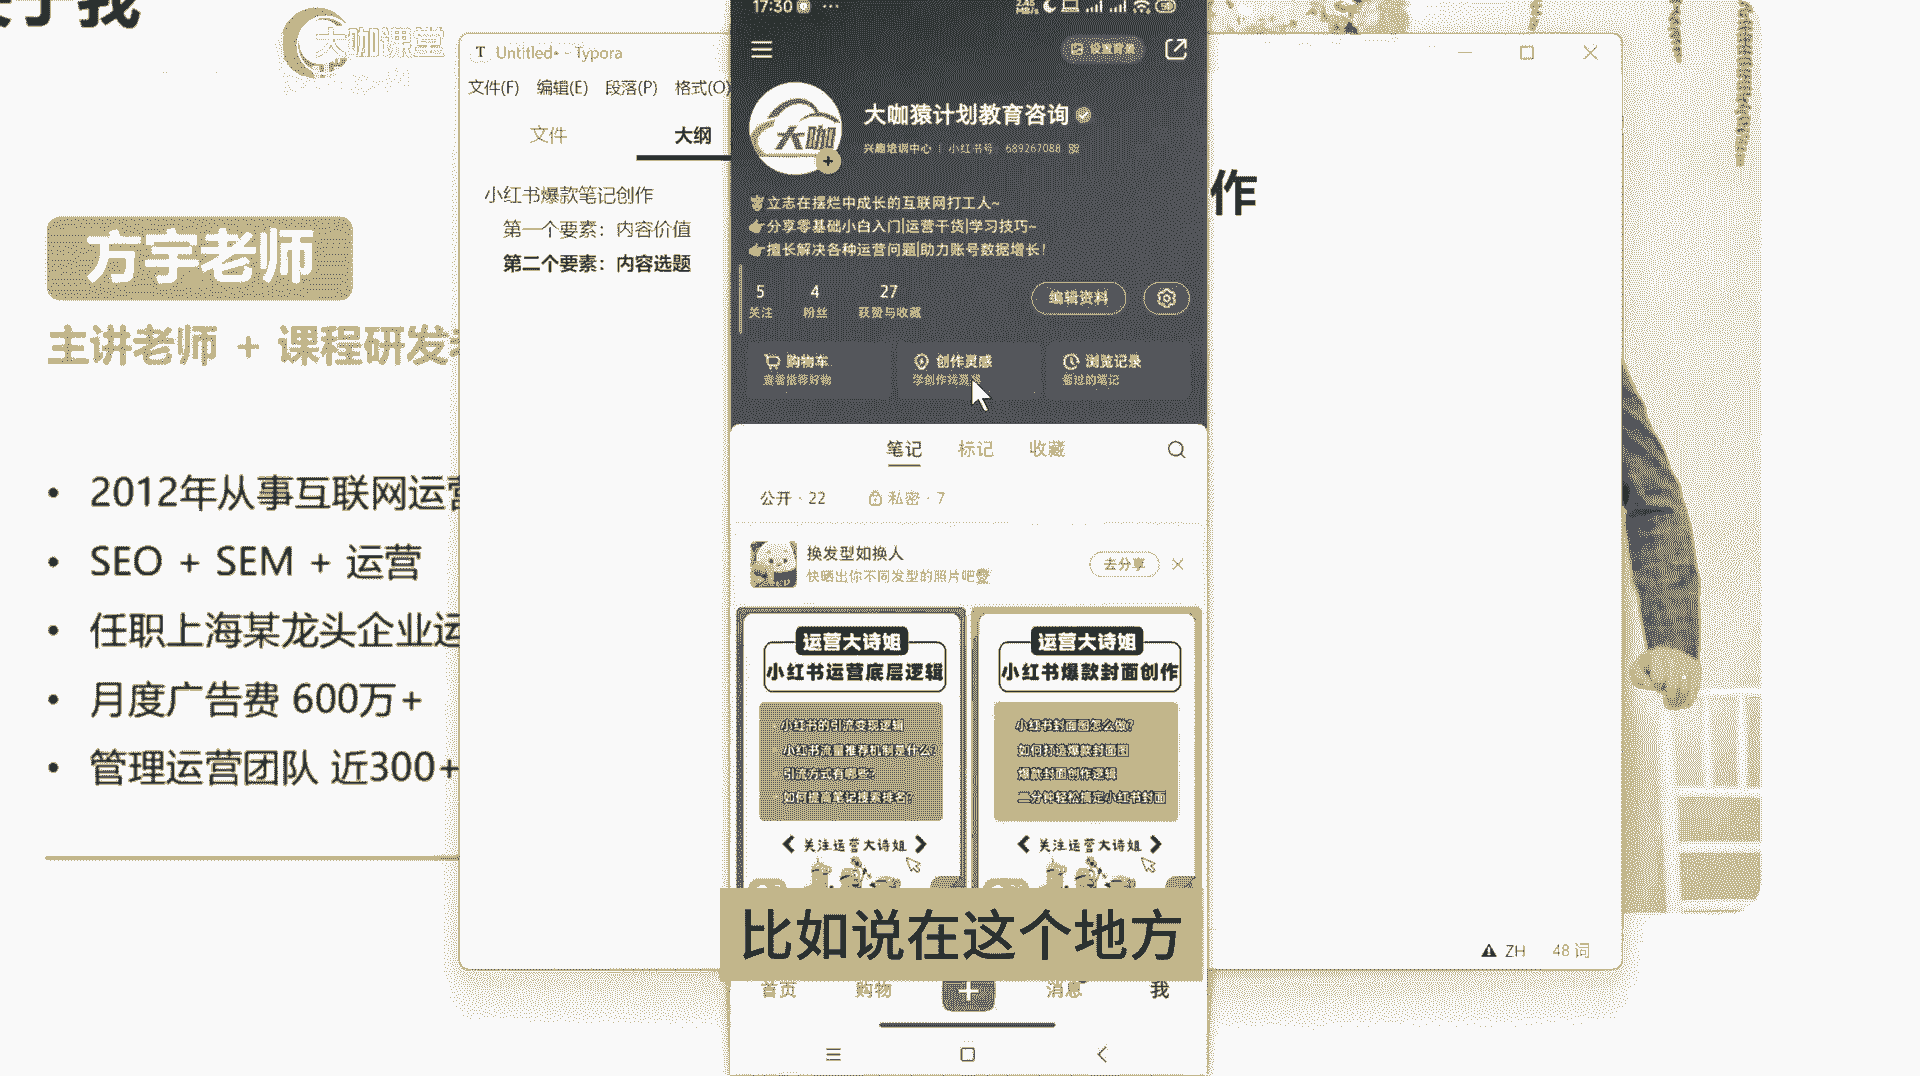 关于我
大咖课堂
方宇老师
主讲老师 + 课程研发老
2012年从事互联网运营
SEO + SEM + 运营
任职上海某龙头企业运
月度广告费 600万+
管理运营团队 近300+
Untitled• - Typora
文件(F) 编辑(E) 段落(P) 格式(O)
文件 大纲
小红书爆款笔记创作
第一个要素：内容价值
第二个要素：内容选题
作
ZH 48 词
17:30
设置背景
大咖
大咖猿计划教育咨询
兴趣培训中心 | 小红书号：689267088
立志在摆烂中成长的互联网打工人~
分享零基础小白入门|运营干货|学习技巧~
擅长解决各种运营问题|助力账号数据增长！
5 4 27
关注 粉丝 获赞与收藏
编辑资料
购物车 创作灵感 浏览记录
查看推荐好物 学创作找灵感 看过的笔记
笔记 标记 收藏
公开 · 22 私密 · 7
换发型如换人
快晒出你不同发型的照片吧
去分享
运营大诗姐
小红书运营底层逻辑
小红书的引流变现逻辑
小红书流量推荐机制是什么?
引流方式有哪些?
如何提高笔记搜索排名?
关注运营大诗姐
运营大诗姐
小红书爆款封面创作
小红书封面图怎么做?
如何打造爆款封面图
爆款封面创作逻辑
二分钟轻松搞定小红书封面
关注运营大诗姐
比如说在这个地方
首页 购物 消息 我